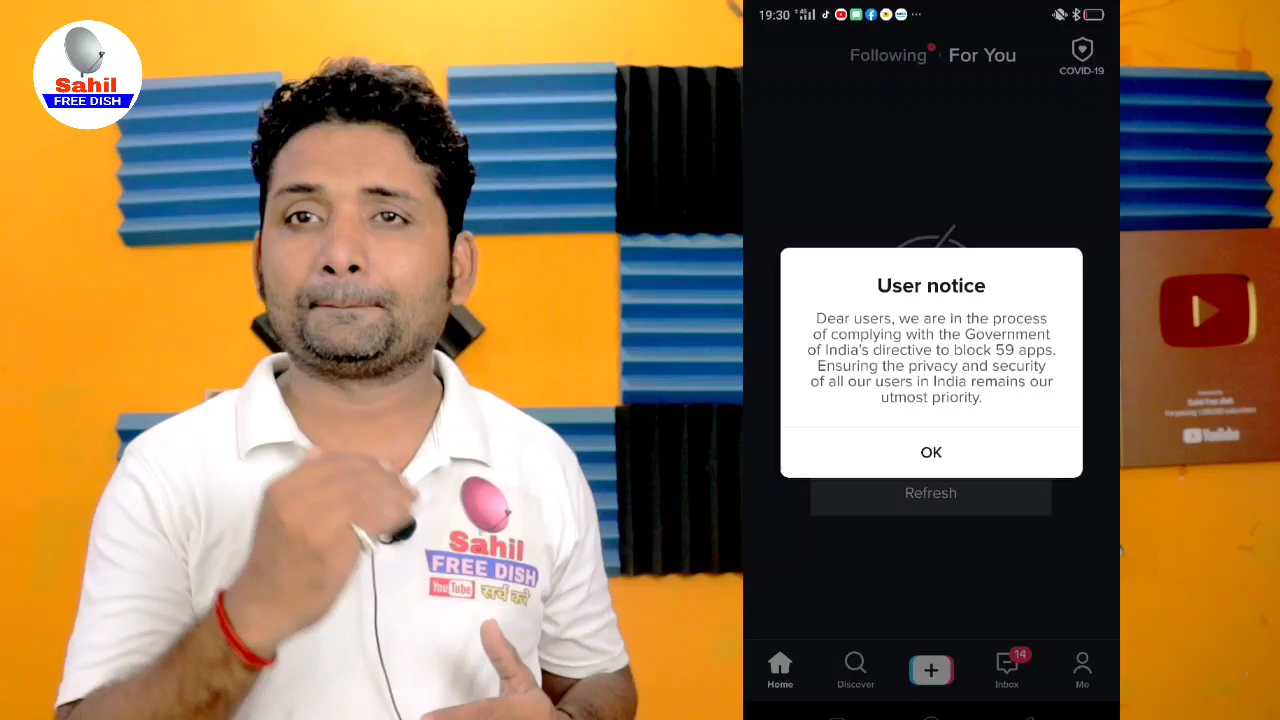 Sahil
FREE DISH
19:30
Following
For You
COVID-19
User notice
Dear users, we are in the process
of complying with the Government
of India's directive to block 59 apps.
Ensuring the privacy and security
of all our users in India remains our
utmost priority.
OK
Refresh
Home
Discover
14
Inbox
Me
Sahil
FREE DISH
YouTube सर्च करे
Sahil Free dish
YouTube